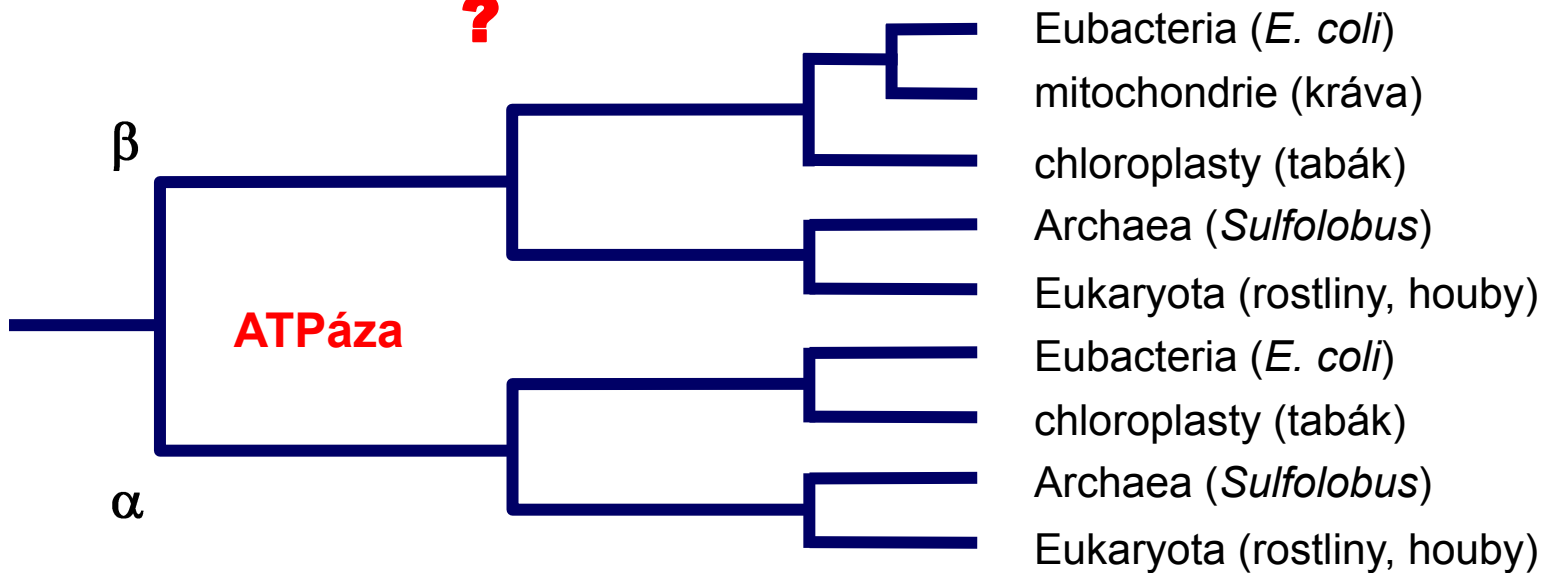 ?
Eubacteria (E. coli)
mitochondrie (kráva)
β
chloroplasty (tabák)
Archaea (Sulfolobus)
Eukaryota (rostliny, houby)
ATPáza
Eubacteria (E. coli)
chloroplasty (tabák)
Archaea (Sulfolobus)
α
Eukaryota (rostliny, houby)